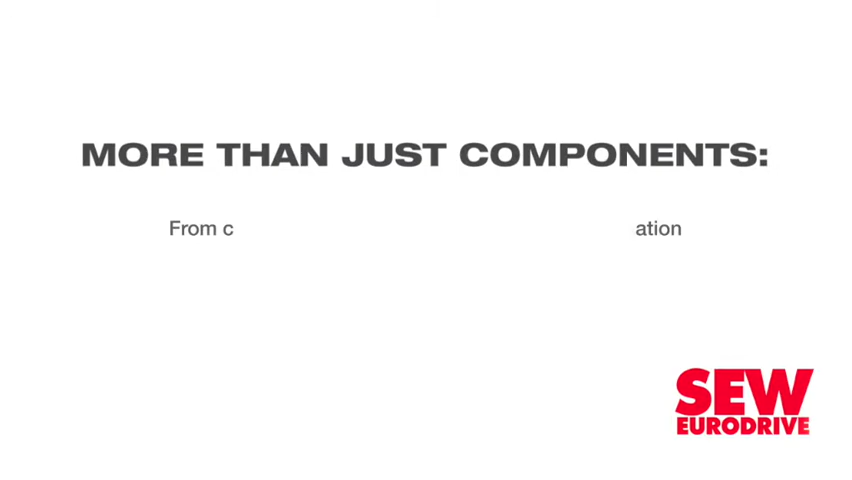 MORE THAN JUST COMPONENTS:
From c ation
SEW
EURODRIVE